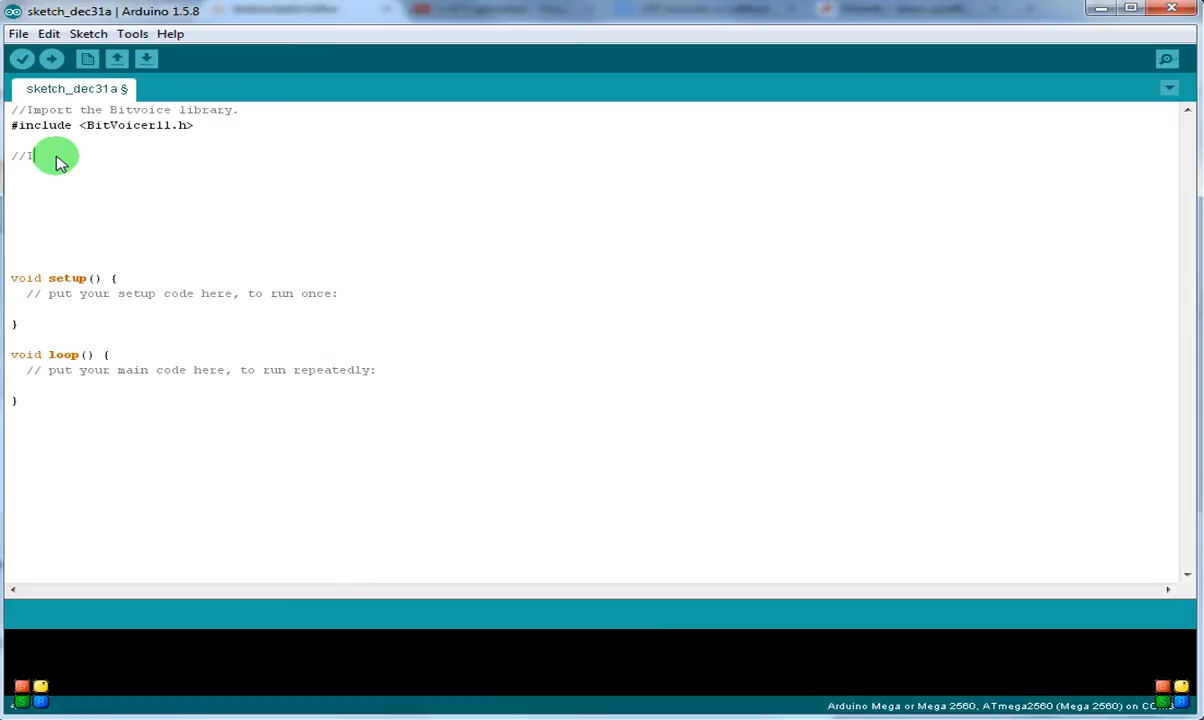 sketch_dec31a | Arduino 1.5.8
File Edit Sketch Tools Help
sketch_dec31a §
//Import the Bitvoice library.
#include <BitVoicer11.h>
//I
void setup() {
// put your setup code here, to run once:
}
void loop() {
// put your main code here, to run repeatedly:
}
Arduino Mega or Mega 2560, ATmega2560 (Mega 2560) on